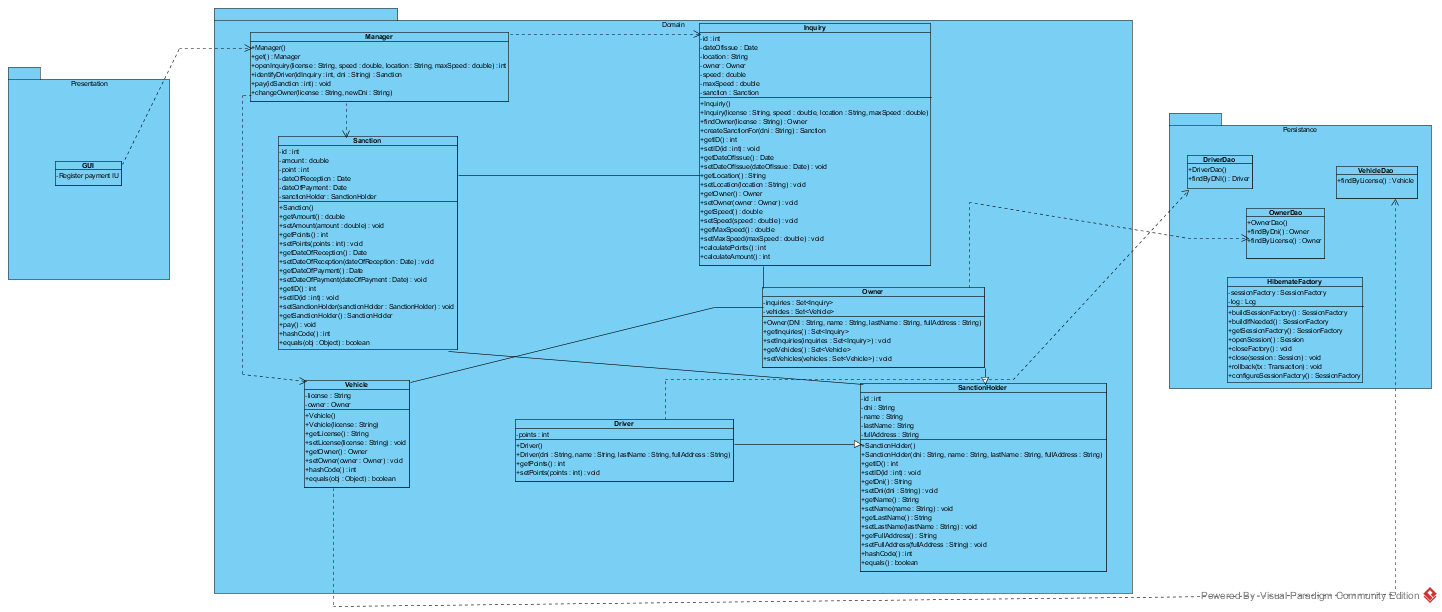 Domain
Presentation
GUI
-Register payment IU
Manager
+Manager()
+get() : Manager
+openInquiry(license : String, speed : double, location : String, maxSpeed : double) : int
+identifyDriver(idInquiry : int, dni : String) : Sanction
+pay(idSanction : int) : void
+changeOwner(license : String, newDni : String)
Sanction
-id : int
-amount : double
-point : int
-dateOfReception : Date
-dateOfPayment : Date
-sanctionHolder : SanctionHolder
+Sanction()
+getAmount() : double
+setAmount(amount : double) : void
+getPoints() : int
+setPoints(points : int) : void
+getDateOfReception() : Date
+setDateOfReception(dateOfReception : Date) : void
+getDateOfPayment() : Date
+setDateOfPayment(dateOfPayment : Date) : void
+getID() : int
+setID(id : int) : void
+setSanctionHolder(sanctionHolder : SanctionHolder) : void
+getSanctionHolder() : SanctionHolder
+pay() : void
+hashCode() : int
+equals(obj : Object) : boolean
Inquiry
-id : int
-dateOfIssue : Date
-location : String
-owner : Owner
-speed : double
-maxSpeed : double
-sanction : Sanction
+Inquiriy()
+Inquiry(license : String, speed : double, location : String, maxSpeed : double)
+findOwner(license : String) : Owner
+createSanctionFor(dni : String) : Sanction
+getID() : int
+setID(id : int) : void
+getDateOfIssue() : Date
+setDateOfIssue(dateOfIssue : Date) : void
+getLocation() : String
+setLocation(location : String) : void
+getOwner() : Owner
+setOwner(owner : Owner) : void
+getSpeed() : double
+setSpeed(speed : double) : void
+getMaxSpeed() : double
+setMaxSpeed(maxSpeed : double) : void
+calculatePoints() : int
+calculateAmount() : int
Owner
-inquiries : Set<Inquiry>
-vehicles : Set<Vehicle>
+Owner(DNI : String, name : String, lastName : String, fullAddress : String)
+getInquiries() : Set<Inquiry>
+setInquiries(inquiries : Set<Inquiry>) : void
+getVehicles() : Set<Vehicle>
+setVehicles(vehicles : Set<Vehicle>) : void
Vehicle
-license : String
-owner : Owner
+Vehicle()
+Vehicle(license : String)
+getLicense() : String
+setLicense(license : String) : void
+getOwner() : Owner
+setOwner(owner : Owner) : void
+hashCode() : int
+equals(obj : Object) : boolean
Driver
-points : int
+Driver()
+Driver(dni : String, name : String, lastName : String, fullAddress : String)
+getPoints() : int
+setPoints(points : int) : void
SanctionHolder
-id : int
-dni : String
-name : String
-lastName : String
-fullAddress : String
+SanctionHolder()
+SanctionHolder(dni : String, name : String, lastName : String, fullAddress : String)
+getID() : int
+setID(id : int) : void
+getDni() : String
+setDni(dni : String) : void
+getName() : String
+setName(name : String) : void
+getLastName() : String
+setLastName(lastName : String) : void
+getFullAddress() : String
+setFullAddress(fullAddress : String) : void
+hashCode() : int
+equals() : boolean
Persistance
DriverDao
+DriverDao()
+findByDNI() : Driver
VehicleDao
+findByLicense() : Vehicle
OwnerDao
+OwnerDao()
+findByDni() : Owner
+findByLicense() : Owner
HibernateFactory
-sessionFactory : SessionFactory
-log : Log
+buildSessionFactory() : SessionFactory
+buildIfNeeded() : SessionFactory
+getSessionFactory() : SessionFactory
+openSession() : Session
+closeFactory() : void
+close(session : Session) : void
+rollback(tx : Transaction) : void
+configureSessionFactory() : SessionFactory
Powered By Visual Paradigm Community Edition